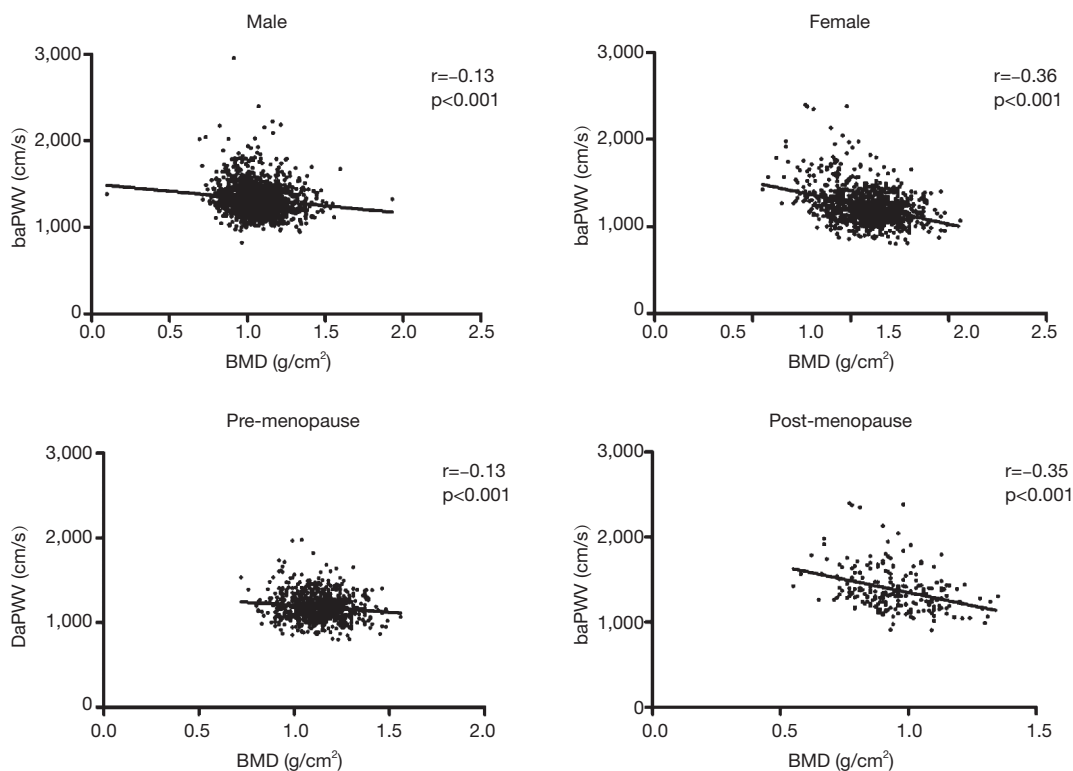 Male
3,000
2,000
1,000
0
baPWV (cm/s)
r=−0.13
p<0.001
0.0 0.5 1.0 1.5 2.0 2.5
BMD (g/cm²)
Female
3,000
2,000
1,000
0
baPWV (cm/s)
r=−0.36
p<0.001
0.0 0.5 1.0 1.5 2.0 2.5
BMD (g/cm²)
Pre-menopause
3,000
2,000
1,000
0
DaPWV (cm/s)
r=−0.13
p<0.001
0.0 0.5 1.0 1.5 2.0
BMD (g/cm²)
Post-menopause
3,000
2,000
1,000
0
baPWV (cm/s)
r=−0.35
p<0.001
0.0 0.5 1.0 1.5
BMD (g/cm²)